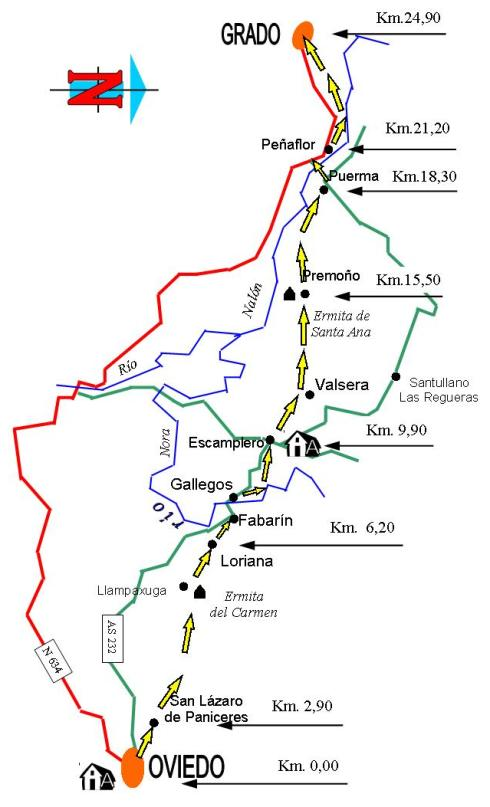 Km.24,90
GRADO
N
Km.21,20
Peñaflor
Puerma
Km.18,30
Premoño
Km.15,50
Nalón
Ermita de
Santa Ana
Río
Valsera
Santullano
Las Regueras
Km. 9,90
Escamplero
A
Nora
Gallegos
río
Fabarín
Km. 6,20
Loriana
Llampaxuga
Ermita
del Carmen
AS 232
N 634
San Lázaro
de Paniceres
Km. 2,90
OVIEDO
A
Km. 0,00